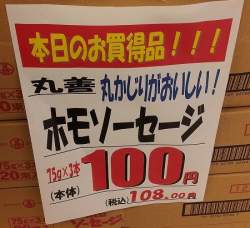 本日のお買得品！！！
丸善 丸かじりがおいしい！
ホモソーセージ
75g×3本 100円
(本体) (税込) 108.00円